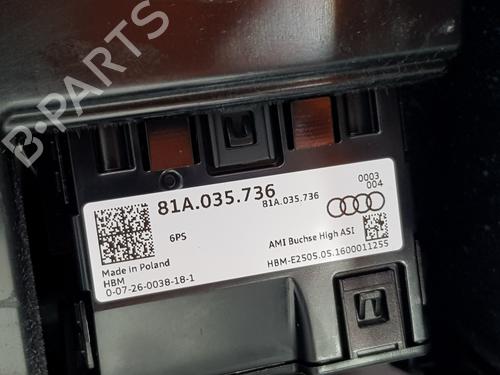 B-PARTS
81A.035.736
81A.035.736
0003
004
6PS
AMI Buchse High ASI
Made in Poland
HBM
0-07-26-0038-18-1
HBM-E2505.05.1600011255